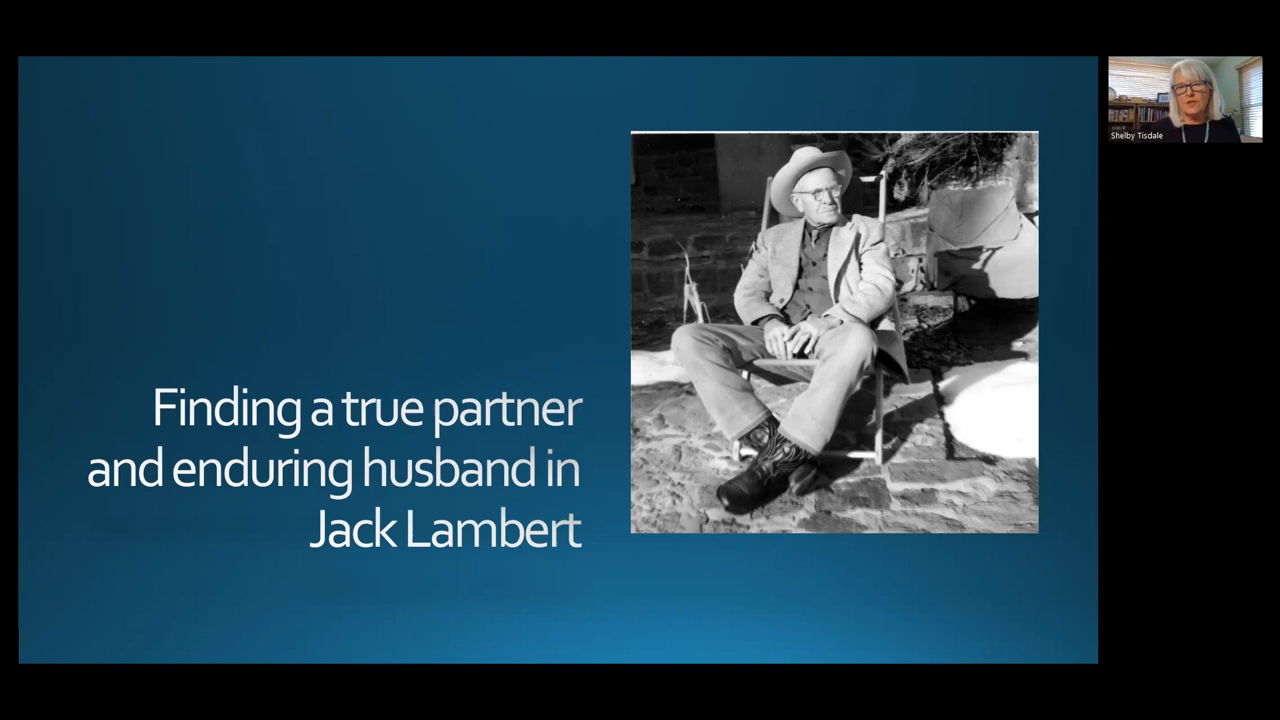 Finding a true partner
and enduring husband in
Jack Lambert
Shelby Tisdale